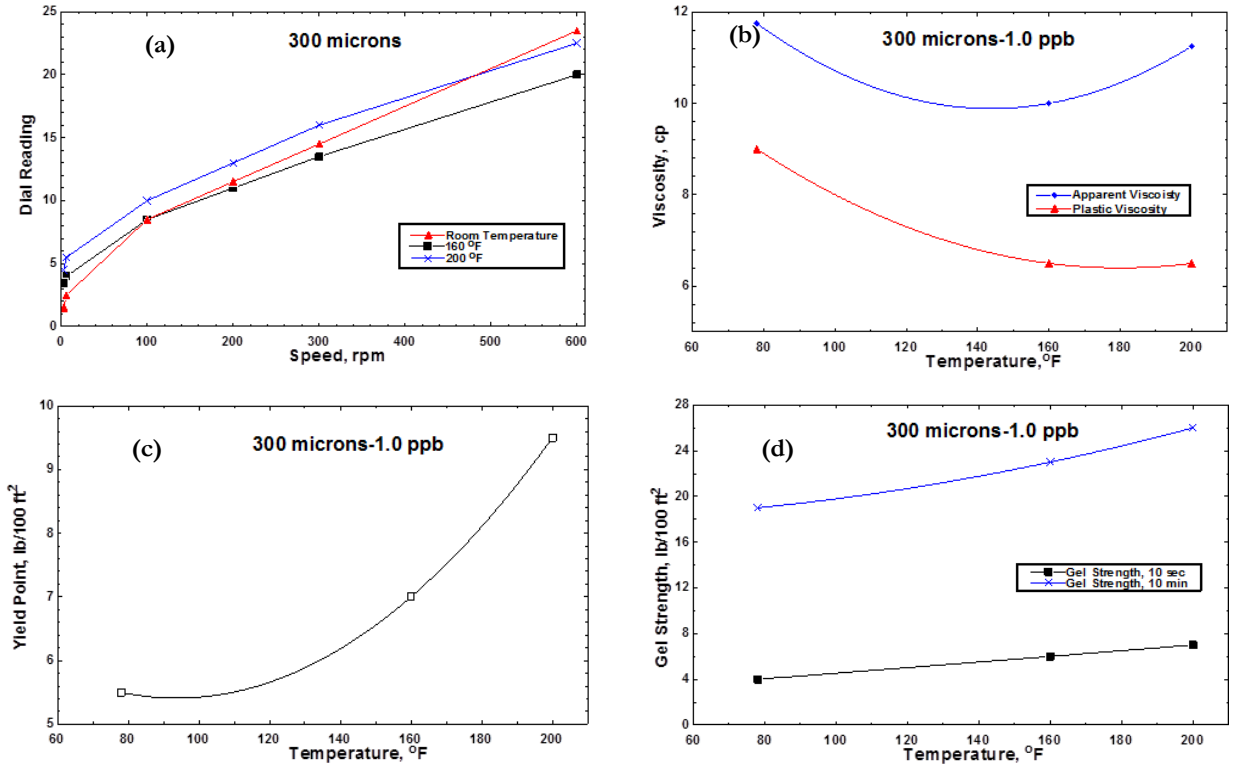 (a)
300 microns
Dial Reading
25
20
15
10
5
0
Room Temperature
160 ᴼF
200 ᴼF
0 100 200 300 400 500 600
Speed, rpm
(b)
300 microns-1.0 ppb
Viscosity, cp
12
10
8
6
Apparent Viscoisty
Plastic Viscosity
60 80 100 120 140 160 180 200
Temperature,ᴼF
(c)
300 microns-1.0 ppb
Yield Point, lb/100 ft²
10
9
8
7
6
5
60 80 100 120 140 160 180 200
Temperature, ᴼF
(d)
300 microns-1.0 ppb
Gel Strength, lb/100 ft²
28
24
20
16
12
8
4
0
Gel Strength, 10 sec
Gel Strength, 10 min
60 80 100 120 140 160 180 200
Temperature, ᴼF